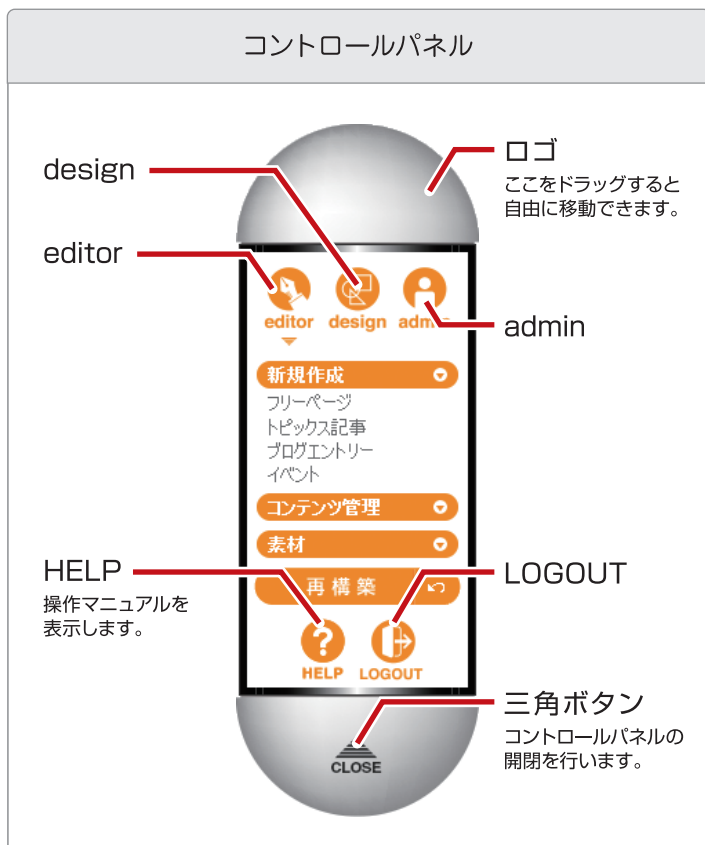 コントロールパネル
design
editor
ロゴ
ここをドラッグすると
自由に移動できます。
admin
editor
design
新規作成
フリーページ
トピックス記事
ブログエントリー
イベント
コンテンツ管理
素材
再構築
HELP
LOGOUT
HELP
操作マニュアルを
表示します。
LOGOUT
三角ボタン
コントロールパネルの
開閉を行います。
CLOSE